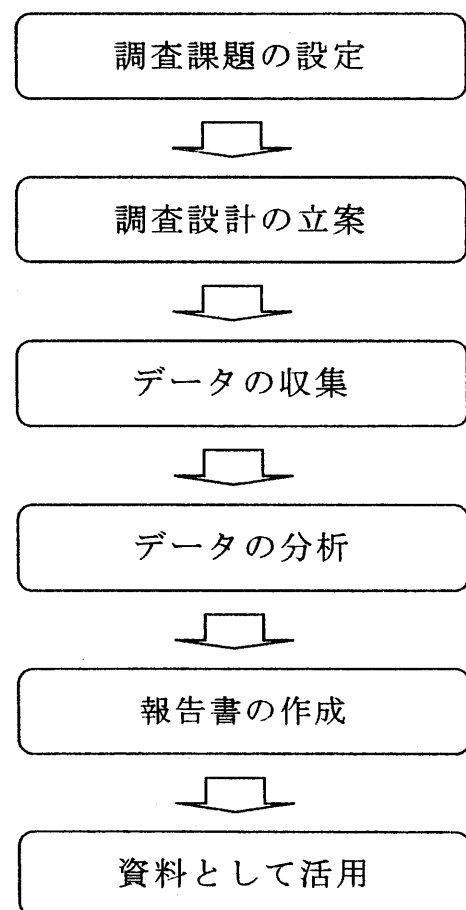 調査課題の設定
調査設計の立案
データの収集
データの分析
報告書の作成
資料として活用